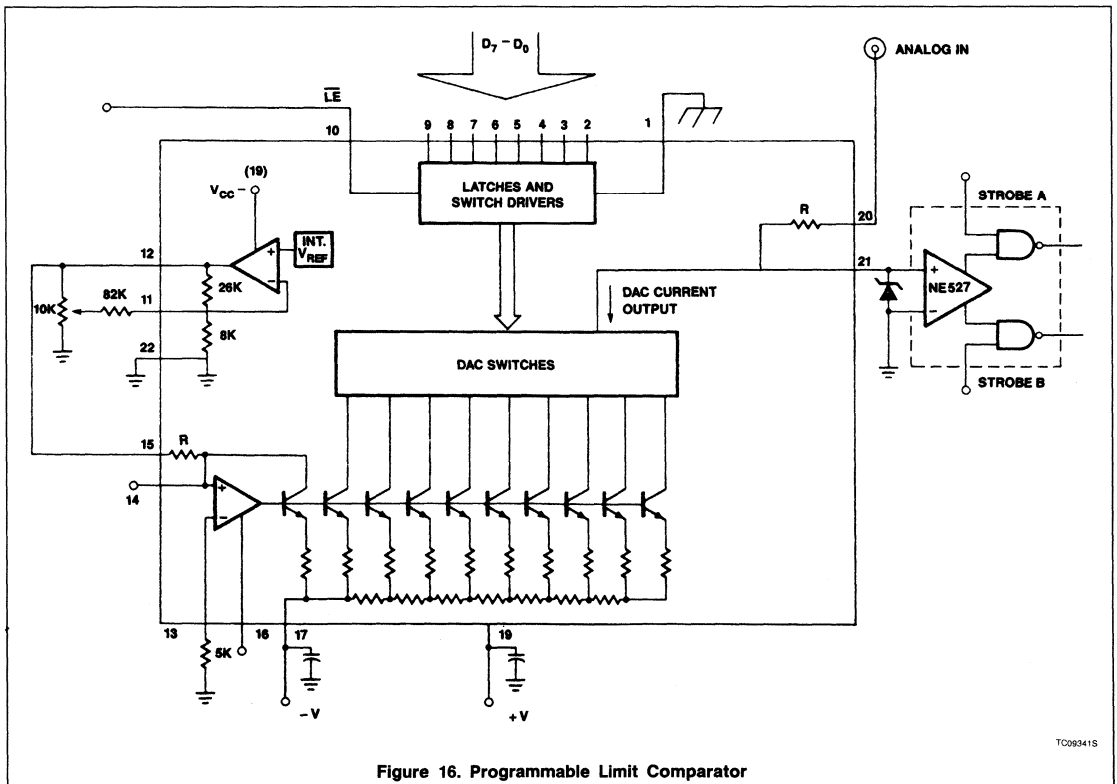 D7 – D0
ANALOG IN
LE
10
9 8 7 6 5 4 3 2
1
LATCHES AND
SWITCH DRIVERS
(19)
VCC–
INT.
VREF
+
–
12
26K
82K
11
10K
8K
22
R
20
21
STROBE A
+
NE527
–
STROBE B
DAC CURRENT
OUTPUT
DAC SWITCHES
15
R
14
+
–
13
5K
16
17
19
– V
+V
TC09341S
Figure 16. Programmable Limit Comparator